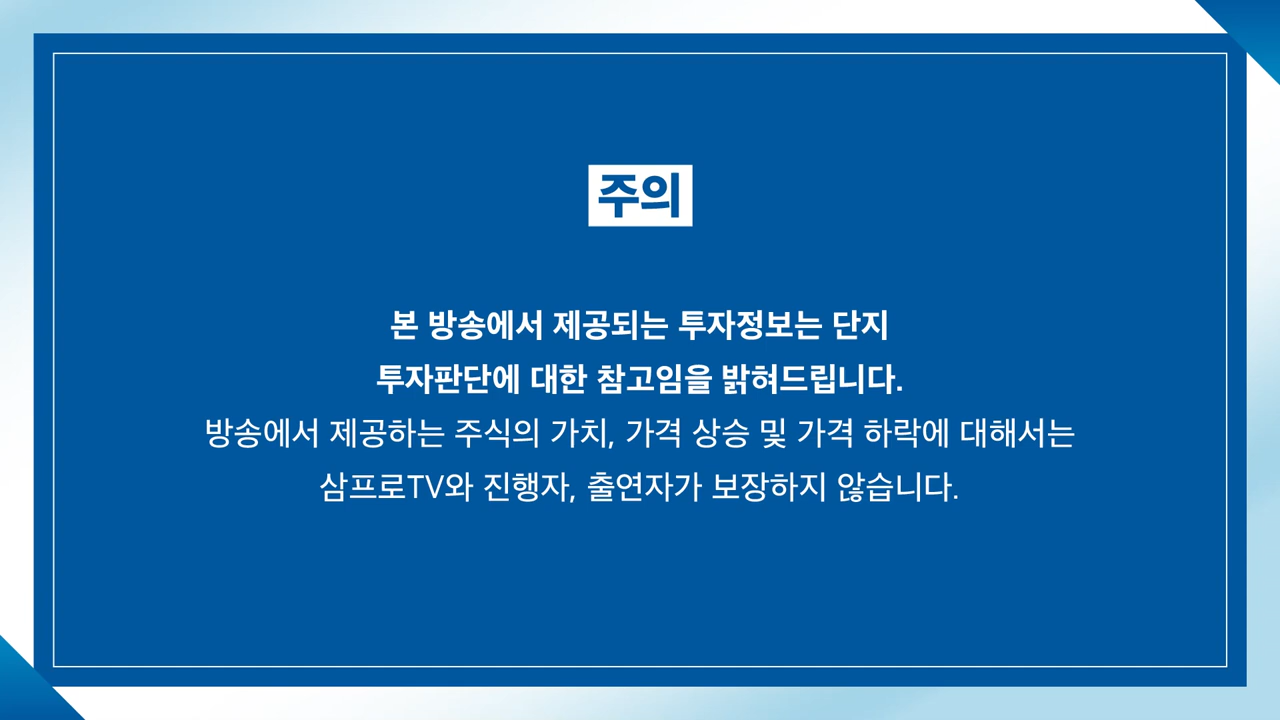 주의
본 방송에서 제공되는 투자정보는 단지
투자판단에 대한 참고임을 밝혀드립니다.
방송에서 제공하는 주식의 가치, 가격 상승 및 가격 하락에 대해서는
삼프로TV와 진행자, 출연자가 보장하지 않습니다.